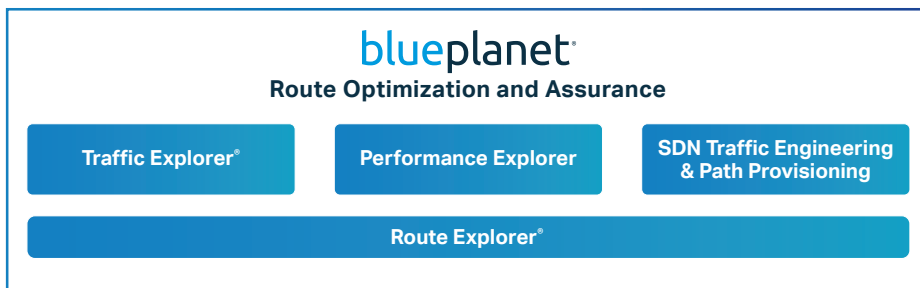 blueplanet®
Route Optimization and Assurance
Traffic Explorer®
Performance Explorer
SDN Traffic Engineering
& Path Provisioning
Route Explorer®